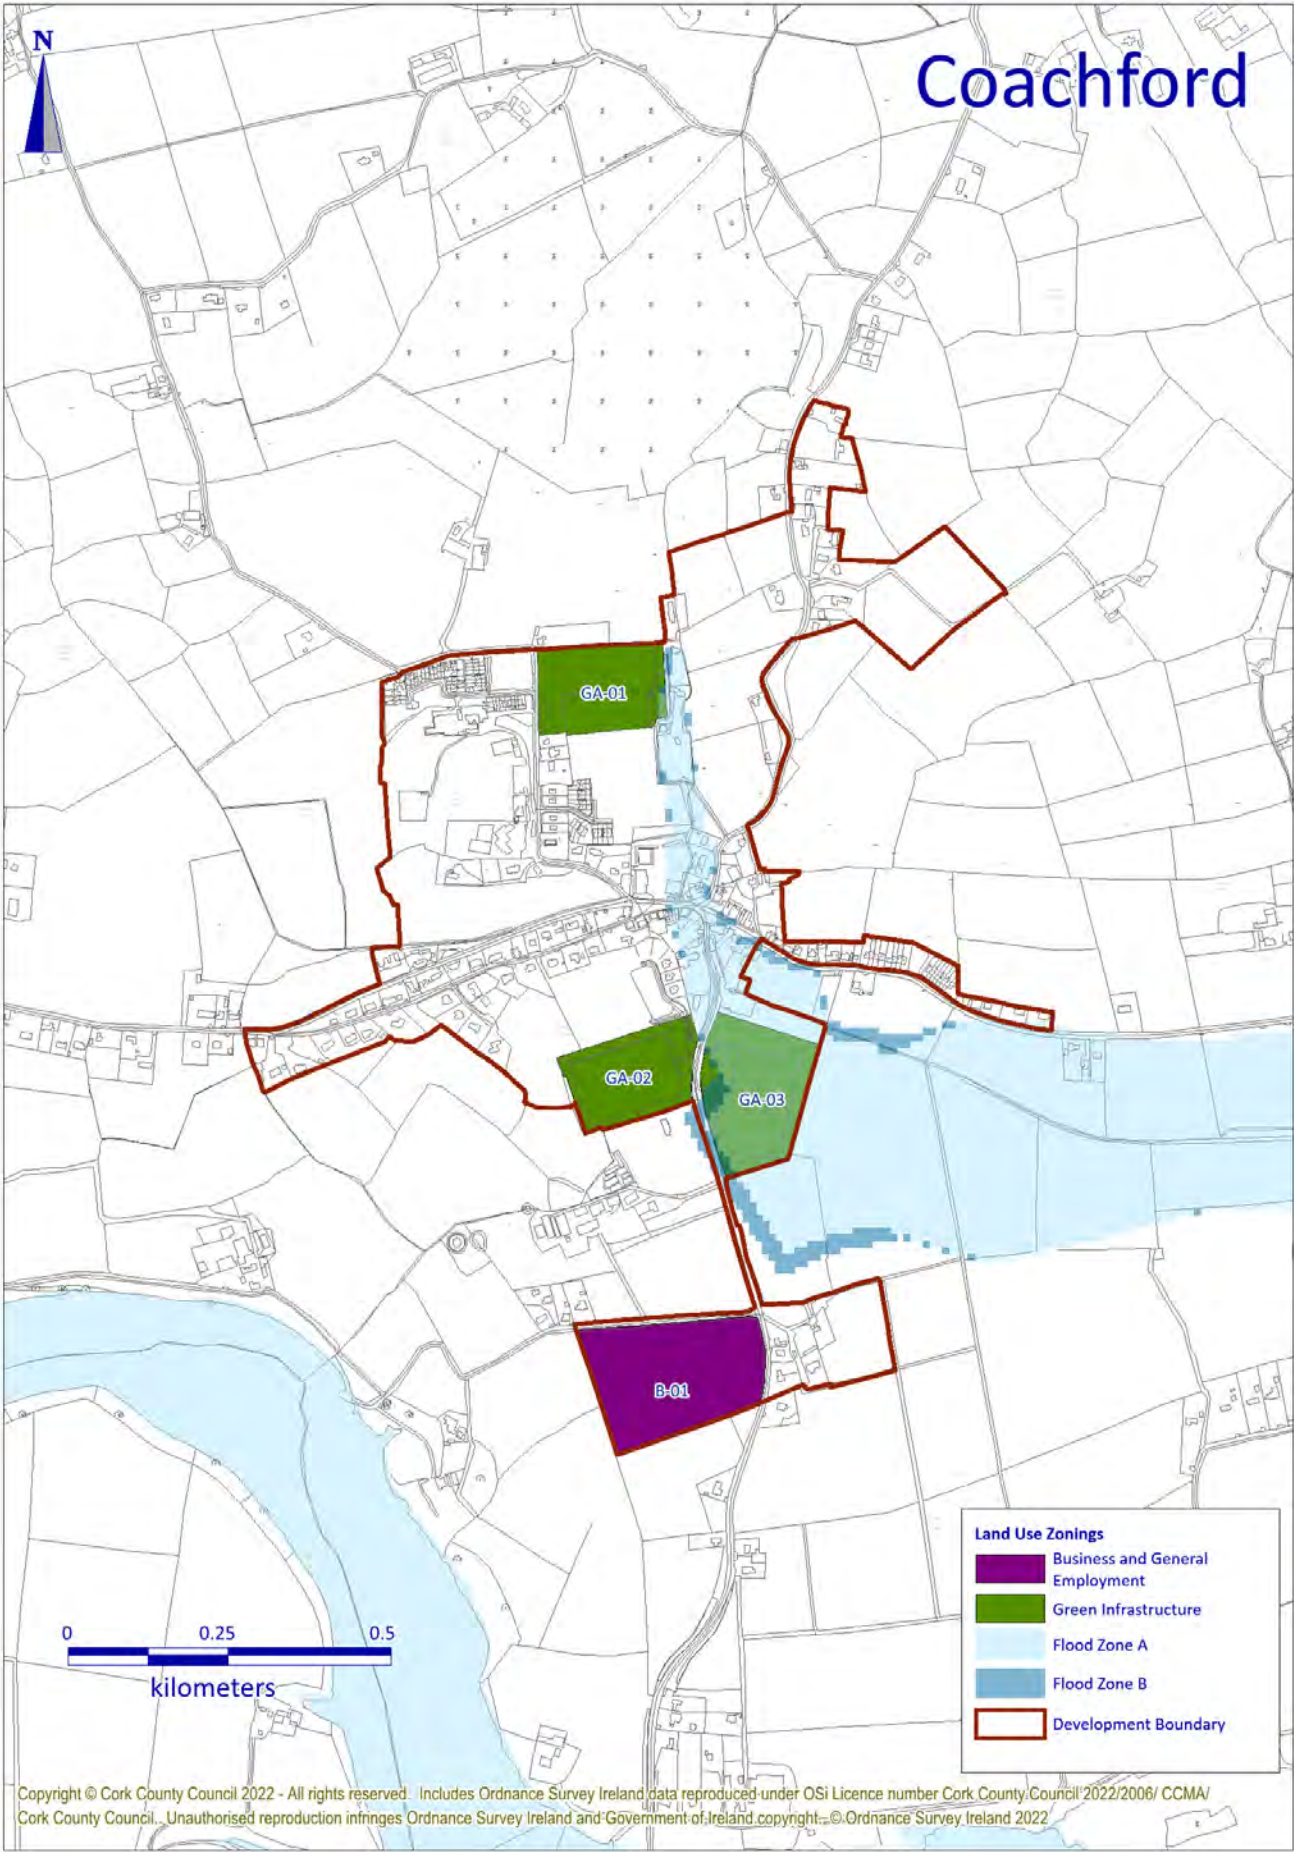 N
Coachford
GA-01
GA-02
GA-03
B-01
Land Use Zonings
Business and General
Employment
Green Infrastructure
Flood Zone A
Flood Zone B
Development Boundary
0 0.25 0.5
kilometers
Copyright © Cork County Council 2022 - All rights reserved. Includes Ordnance Survey Ireland data reproduced under OSi Licence number Cork County Council 2022/2006/ CCMA/
Cork County Council. Unauthorised reproduction infringes Ordnance Survey Ireland and Government of Ireland copyright. © Ordnance Survey Ireland 2022